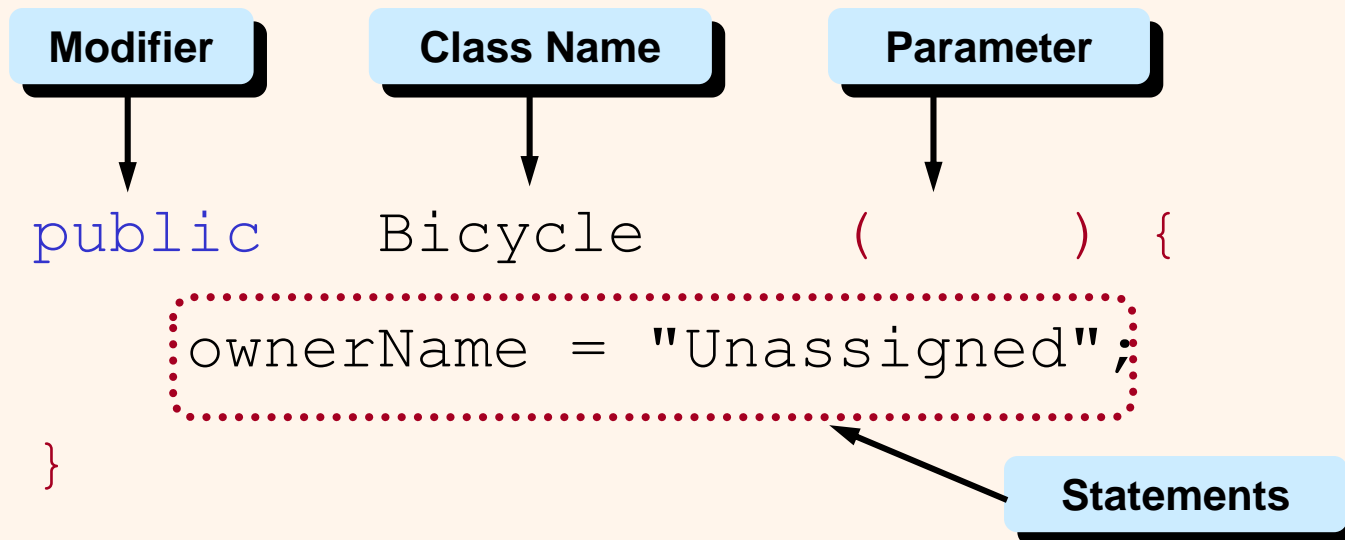 Modifier Class Name Parameter
public Bicycle ( ) {
ownerName = "Unassigned";
}
Statements